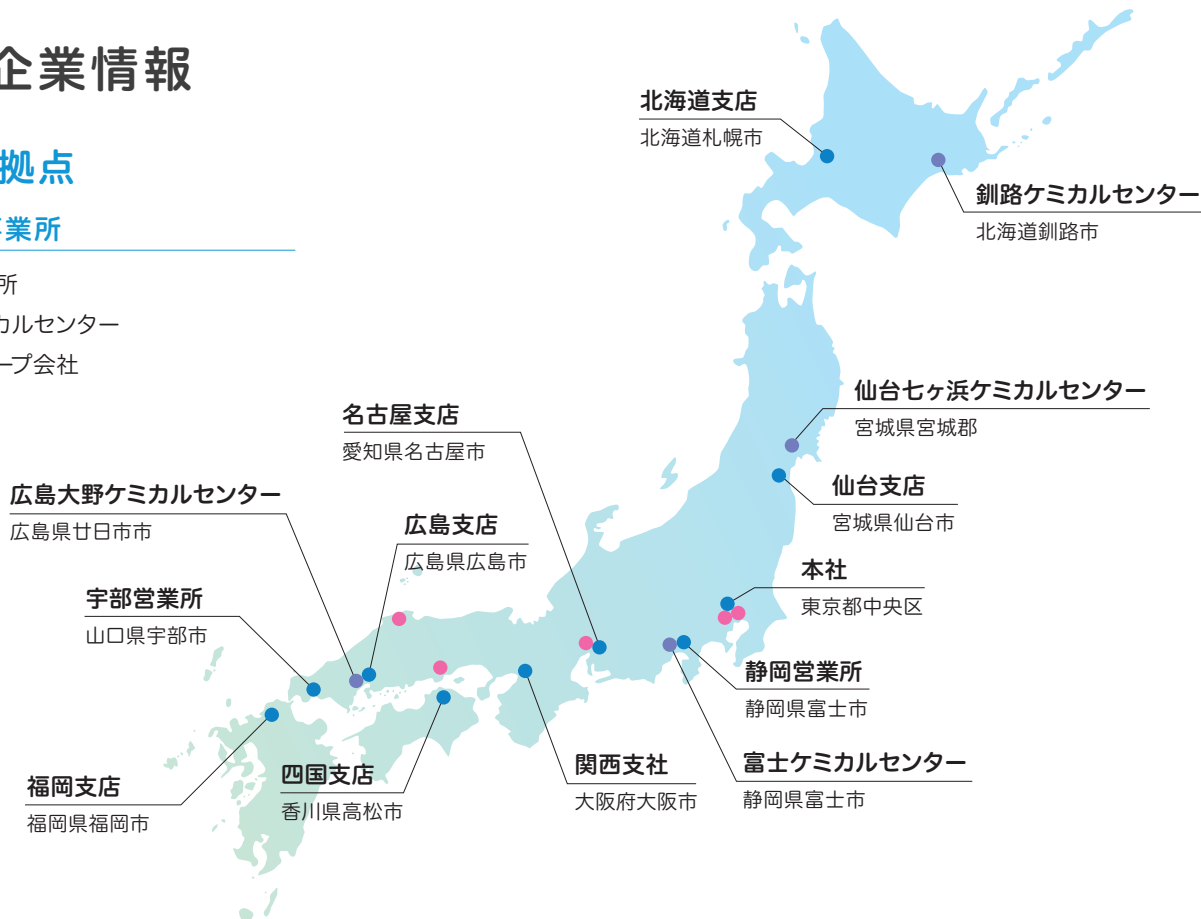 企業情報
拠点
事業所
所
カルセンター
ープ会社
北海道支店
北海道札幌市
釧路ケミカルセンター
北海道釧路市
仙台七ヶ浜ケミカルセンター
宮城県宮城郡
仙台支店
宮城県仙台市
名古屋支店
愛知県名古屋市
広島大野ケミカルセンター
広島県廿日市市
広島支店
広島県広島市
本社
東京都中央区
宇部営業所
山口県宇部市
静岡営業所
静岡県富士市
関西支社
大阪府大阪市
富士ケミカルセンター
静岡県富士市
四国支店
香川県高松市
福岡支店
福岡県福岡市